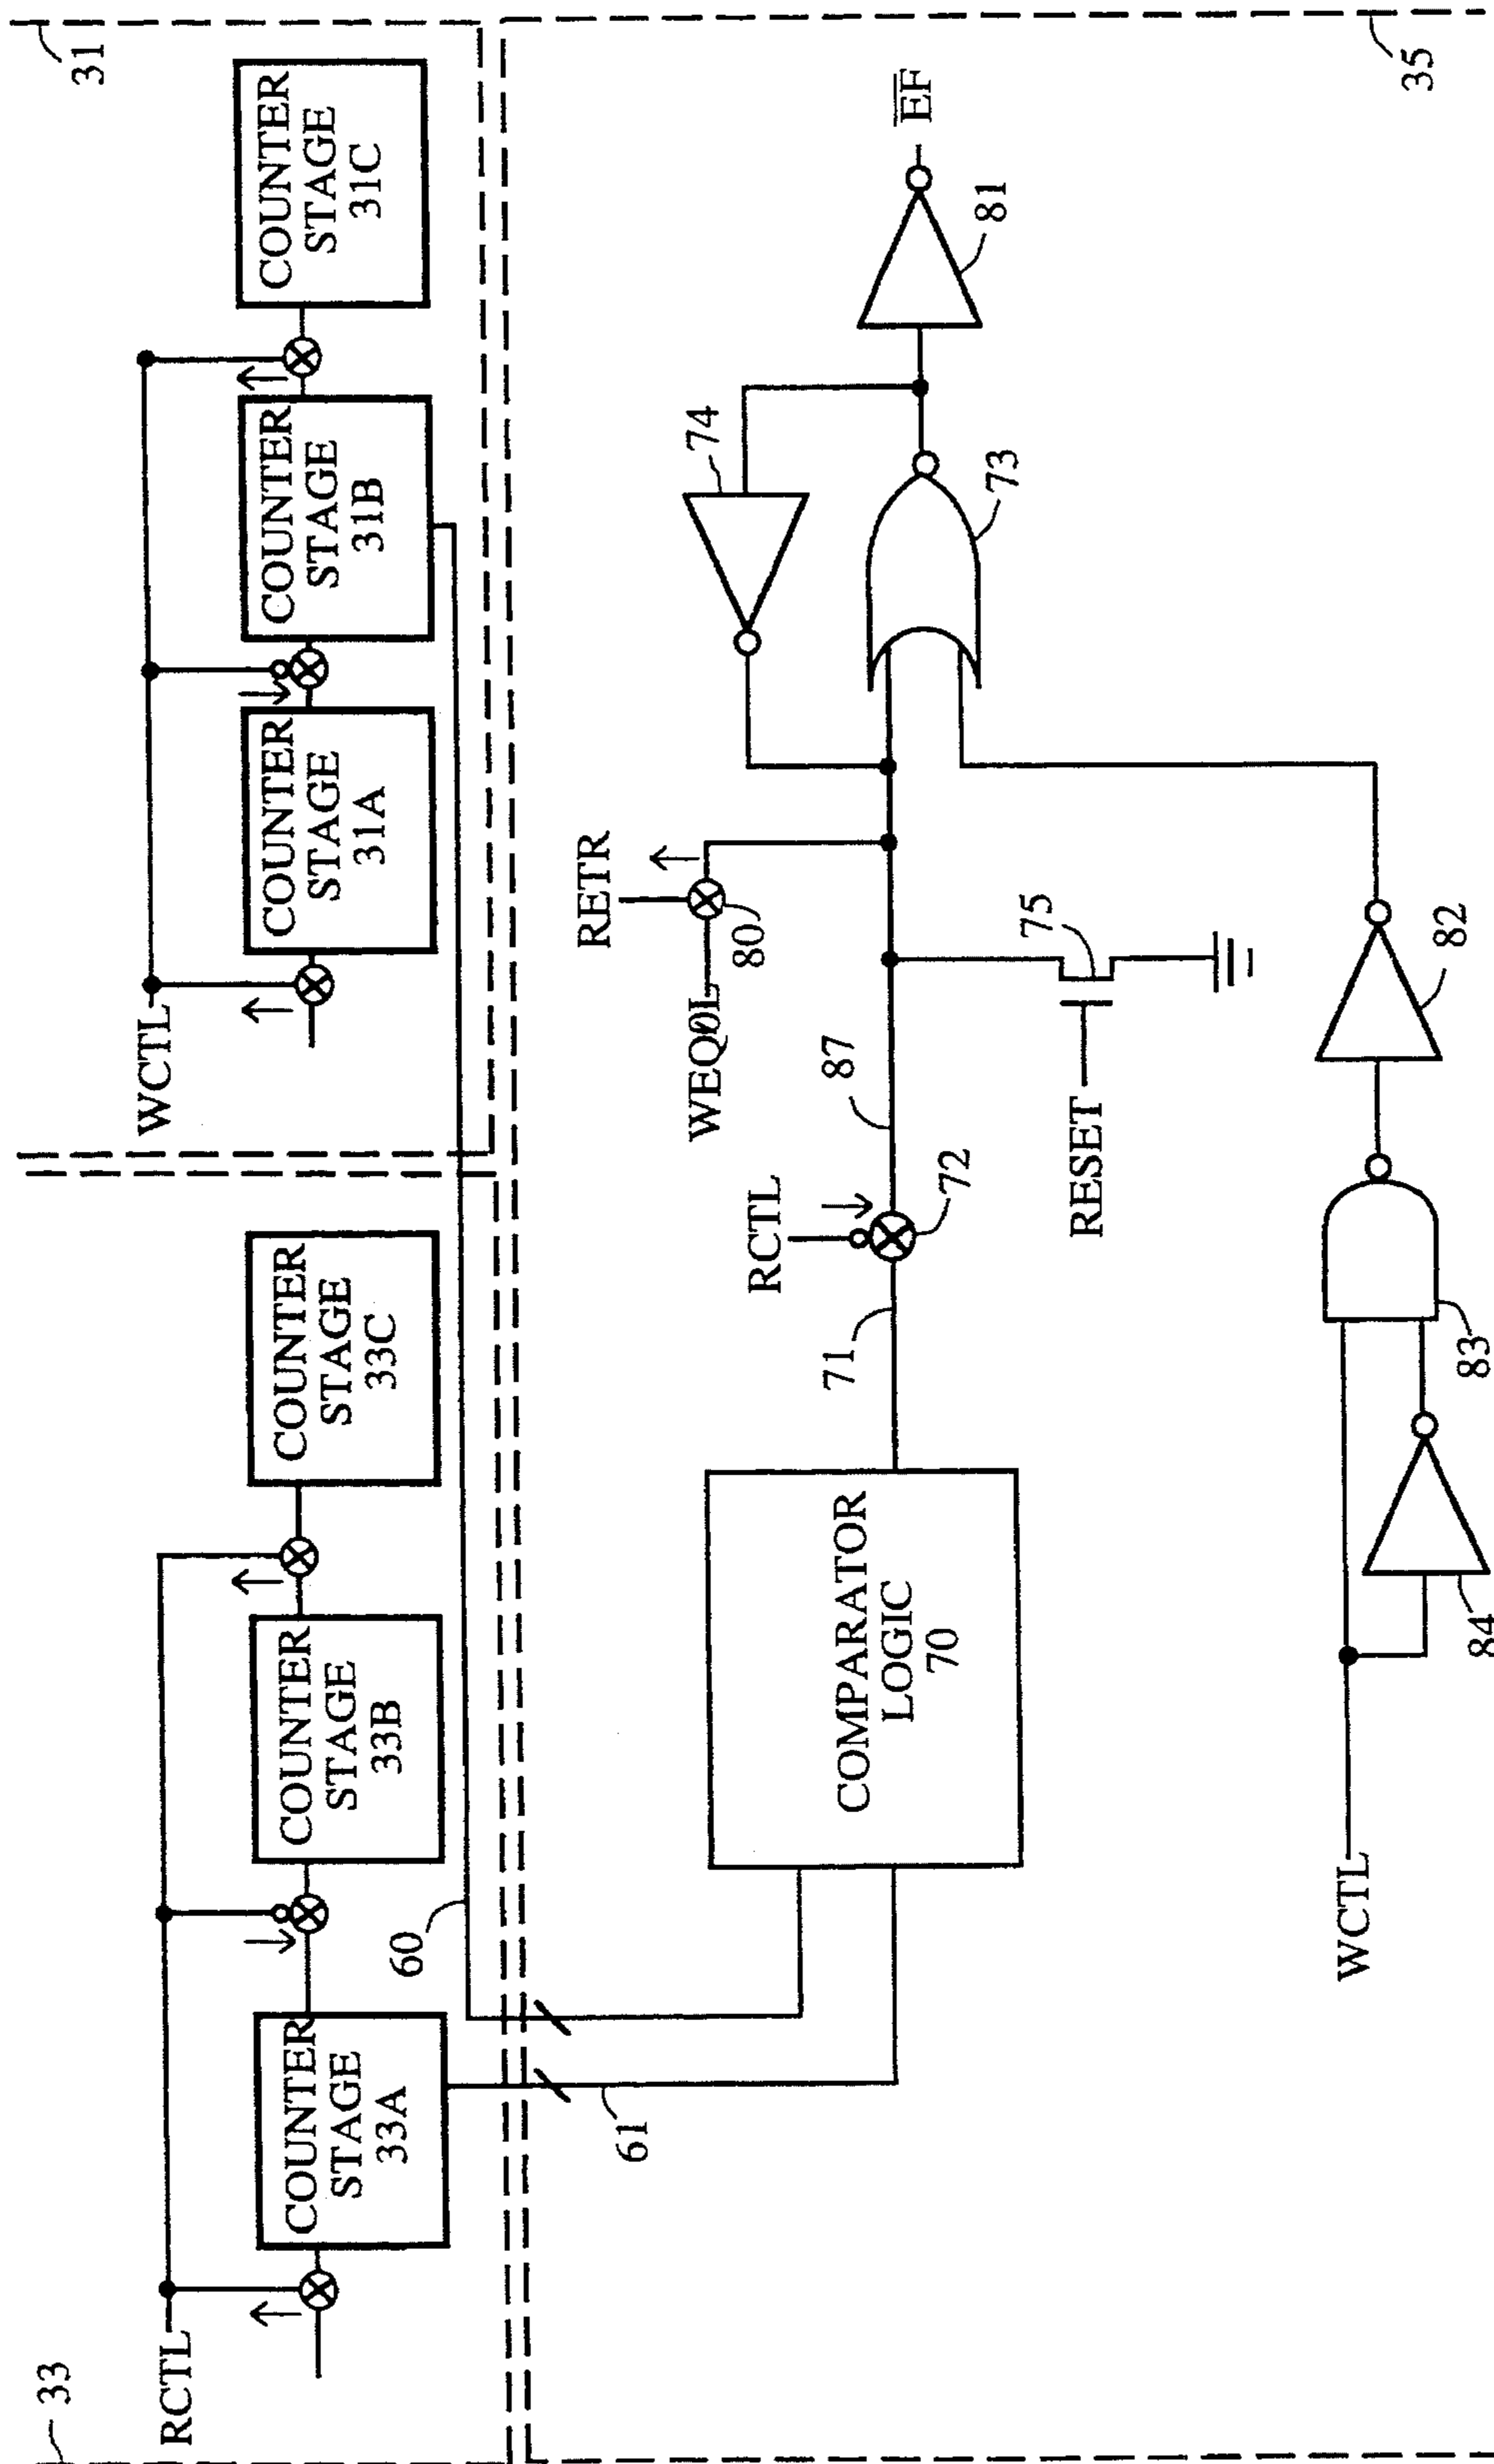 33
RCTL
COUNTER
STAGE
33A
COUNTER
STAGE
33B
COUNTER
STAGE
33C
WCTL
COUNTER
STAGE
31A
COUNTER
STAGE
31B
COUNTER
STAGE
31C
31
60
61
COMPARATOR
LOGIC
70
71
RCTL
72
87
WEQ0L
RETR
80
RESET
75
74
73
81
EF
WCTL
84
83
82
35